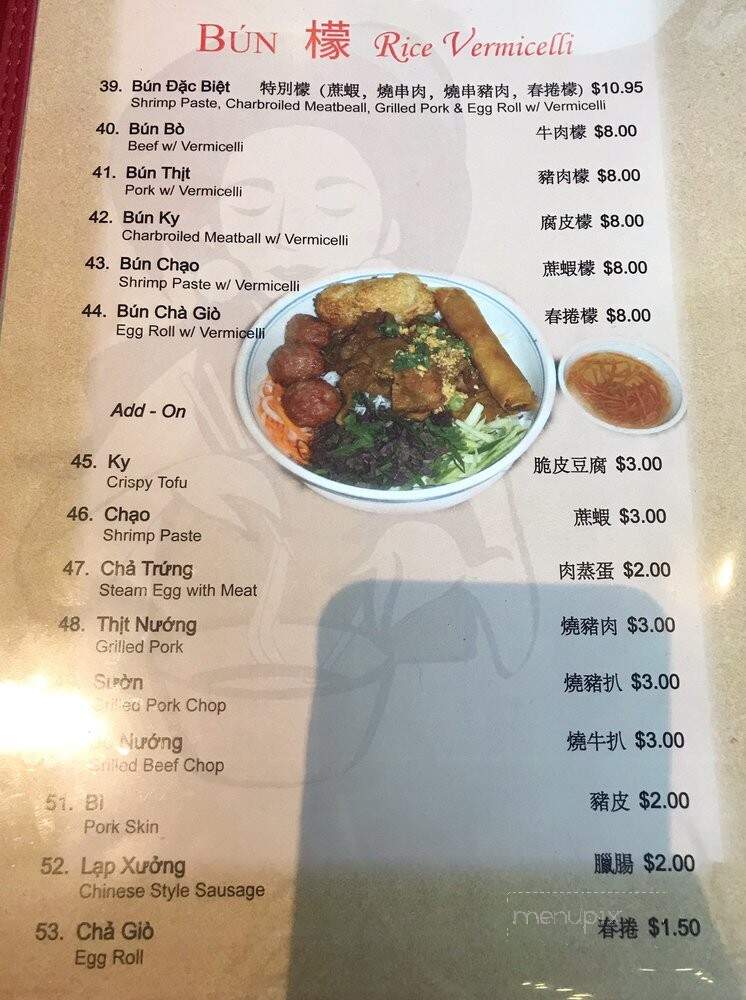 BÚN 檬 Rice Vermicelli
39. Bún Đặc Biệt 特別檬 (蔗蝦, 燒串肉, 燒串豬肉, 春捲檬) $10.95
Shrimp Paste, Charbroiled Meatbeall, Grilled Pork & Egg Roll w/ Vermicelli
40. Bún Bò 牛肉檬 $8.00
Beef w/ Vermicelli
41. Bún Thịt 豬肉檬 $8.00
Pork w/ Vermicelli
42. Bún Ky 腐皮檬 $8.00
Charbroiled Meatball w/ Vermicelli
43. Bún Chạo 蔗蝦檬 $8.00
Shrimp Paste w/ Vermicelli
44. Bún Chả Giò 春捲檬 $8.00
Egg Roll w/ Vermicelli
Add - On
45. Ky 脆皮豆腐 $3.00
Crispy Tofu
46. Chạo 蔗蝦 $3.00
Shrimp Paste
47. Chả Trứng 肉蒸蛋 $2.00
Steam Egg with Meat
48. Thịt Nướng 燒豬肉 $3.00
Grilled Pork
Sườn 燒豬扒 $3.00
Grilled Pork Chop
Nướng 燒牛扒 $3.00
Grilled Beef Chop
51. Bì 豬皮 $2.00
Pork Skin
52. Lạp Xưởng 臘腸 $2.00
Chinese Style Sausage
menupix
53. Chả Giò 春捲 $1.50
Egg Roll